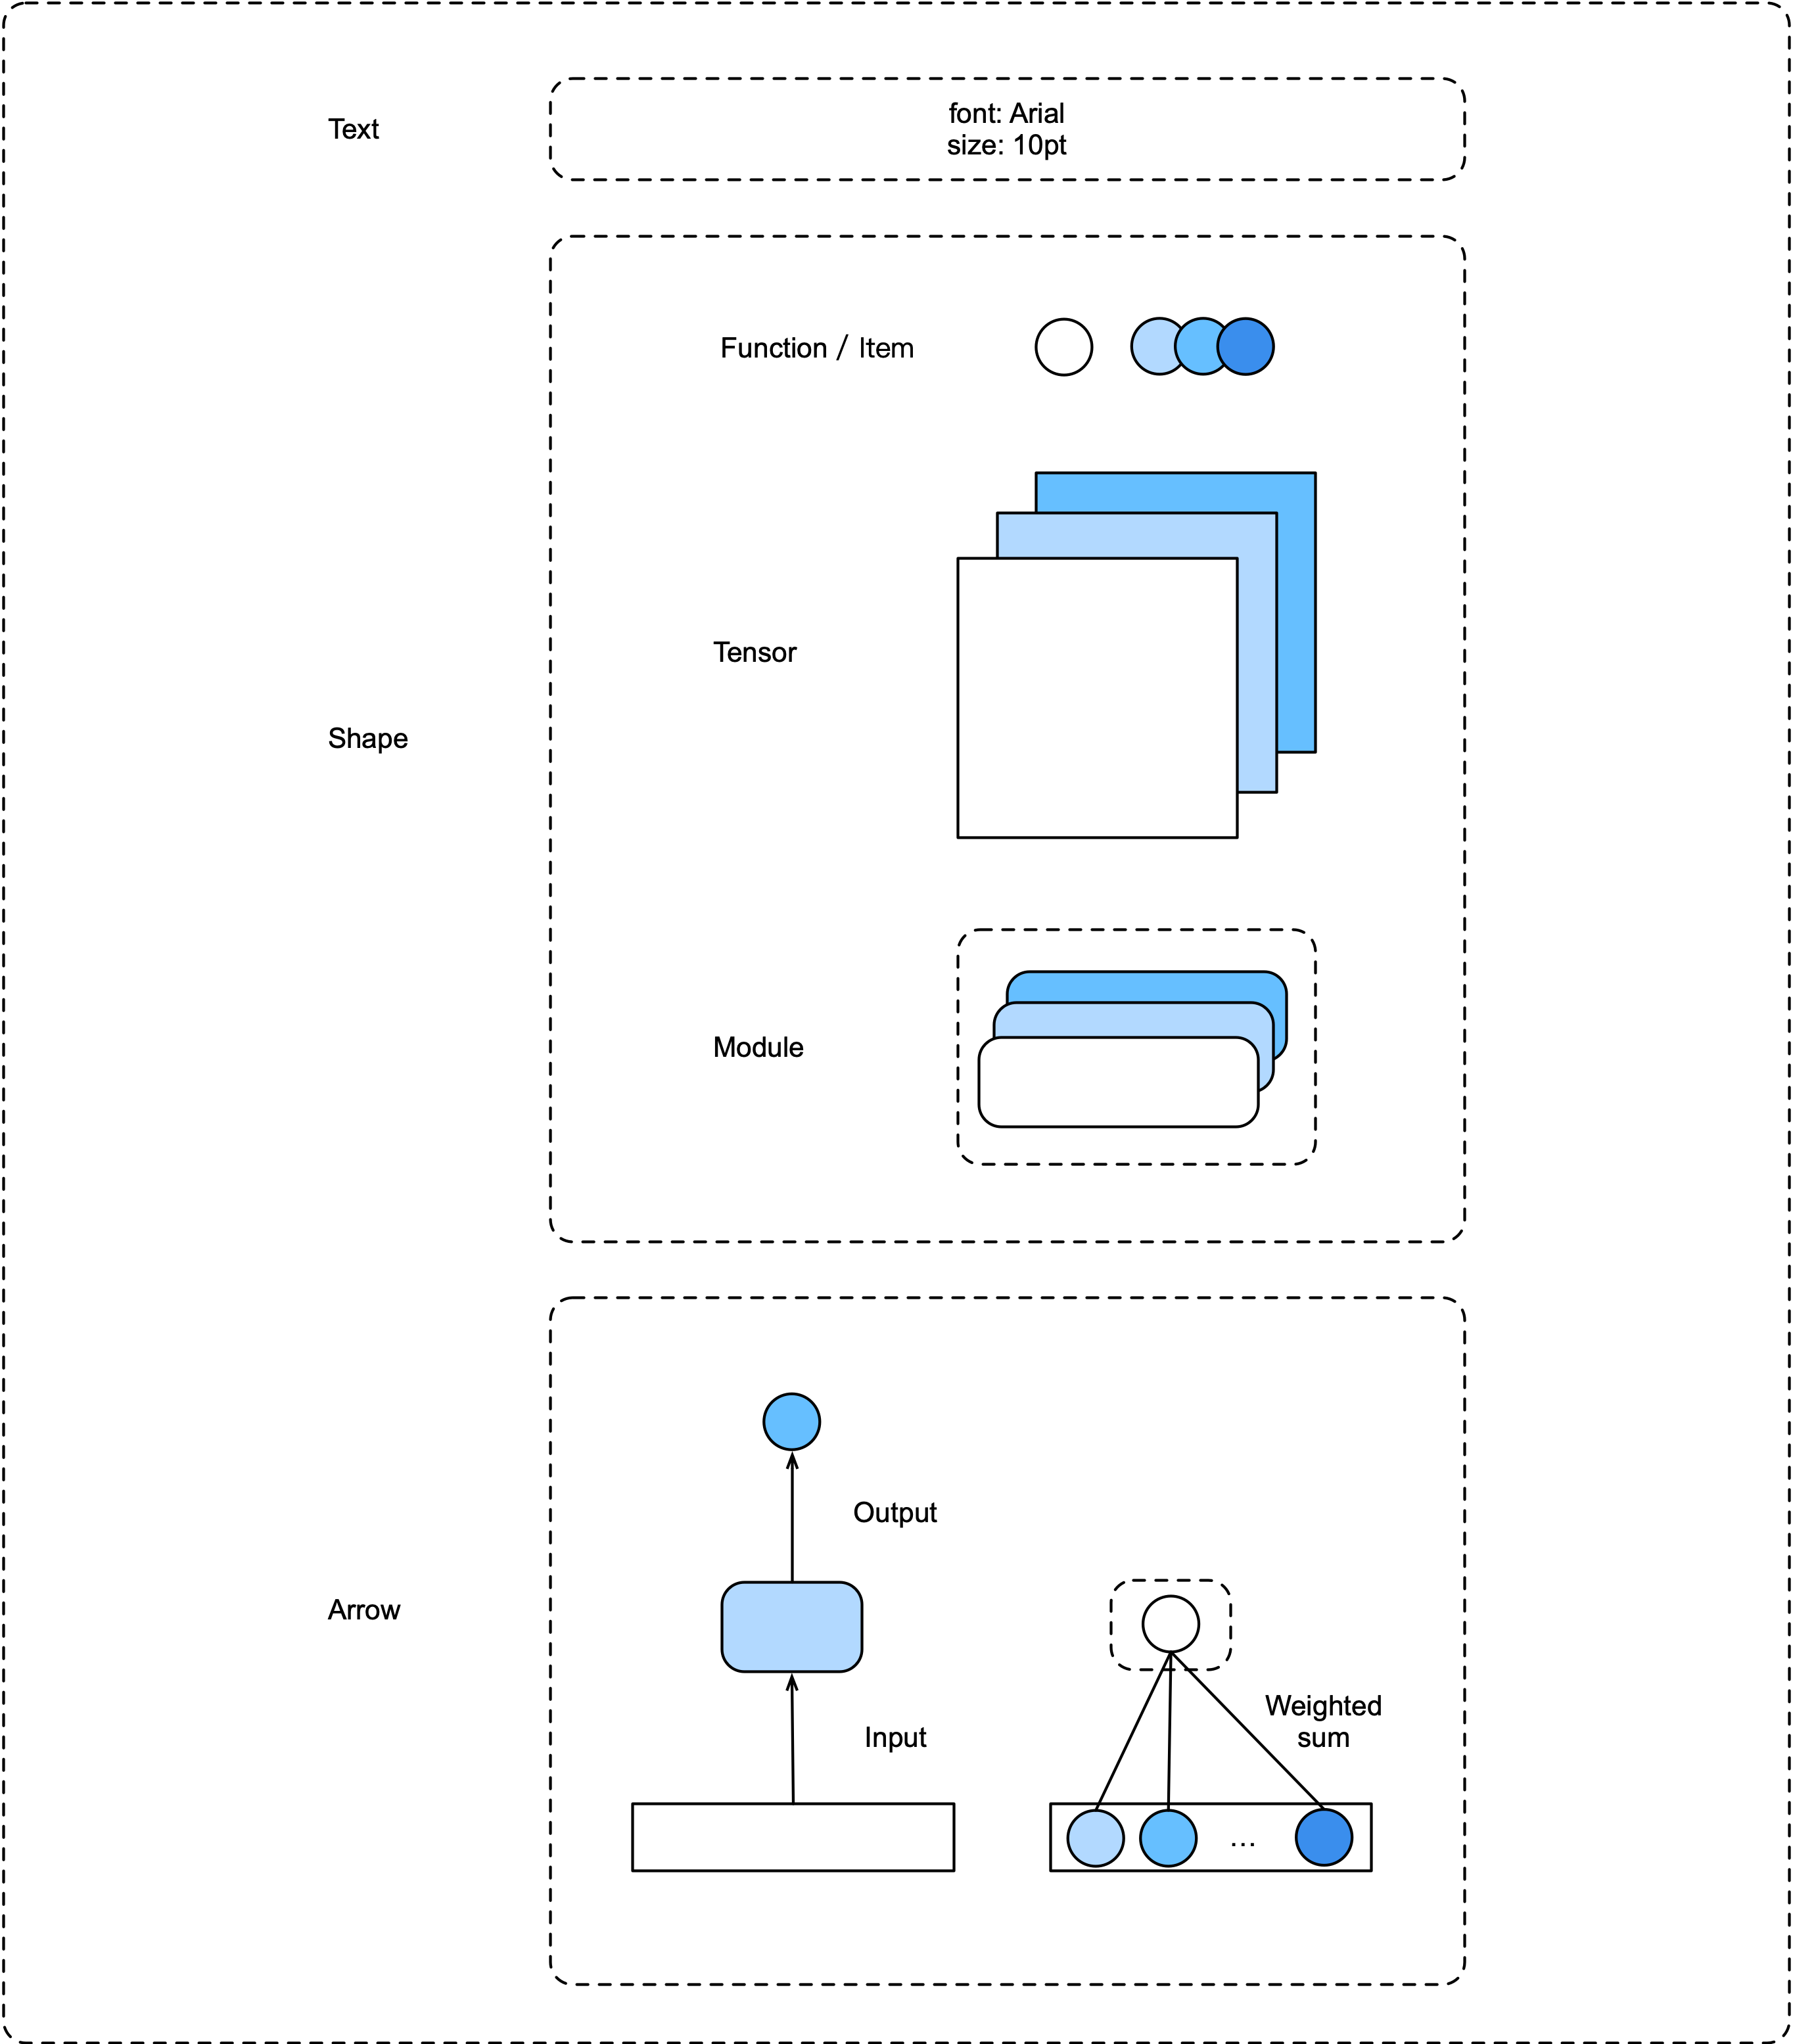 Text
font: Arial
size: 10pt
Function / Item
Tensor
Shape
Module
Output
Arrow
Weighted
sum
Input
...